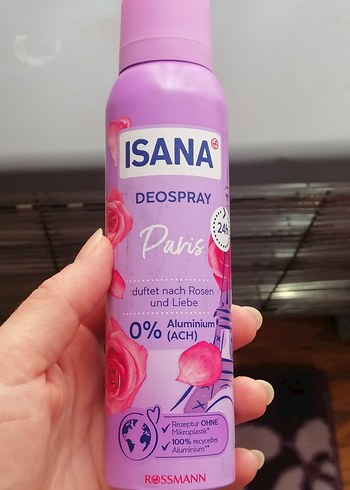 ISANA
DEOSPRAY
Paris
24h
duftet nach Rosen
und Liebe
0% Aluminium
(ACH)
Rezeptur OHNE
Mikroplastik*
100% recyceltes
Aluminium**
ROSSMANN